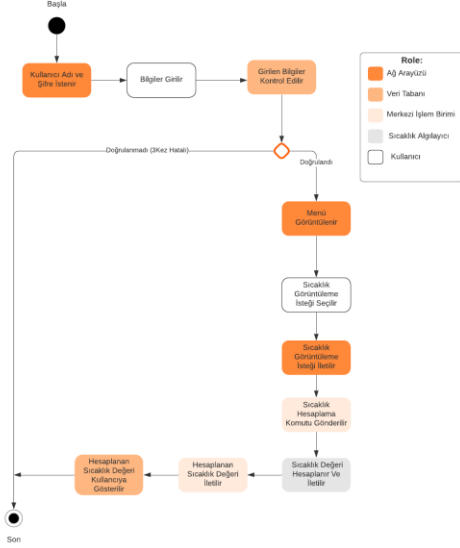 Başla
Kullanıcı Adı ve
Şifre İstenir
Bilgiler Girilir
Girilen Bilgiler
Kontrol Edilir
Role:
Ağ Arayüzü
Veri Tabanı
Merkezi İşlem Birimi
Sıcaklık Algılayıcı
Kullanıcı
Doğrulanmadı (3Kez Hatalı)
Doğrulandı
Menü
Görüntülenir
Sıcaklık
Görüntüleme
İsteği Seçilir
Sıcaklık
Görüntüleme
İsteği İletilir
Sıcaklık
Hesaplama
Komutu Gönderilir
Sıcaklık Değeri
Hesaplanır Ve
İletilir
Hesaplanan
Sıcaklık Değeri
İletilir
Hesaplanan
Sıcaklık Değeri
Kullanıcıya
Gösterilir
Son